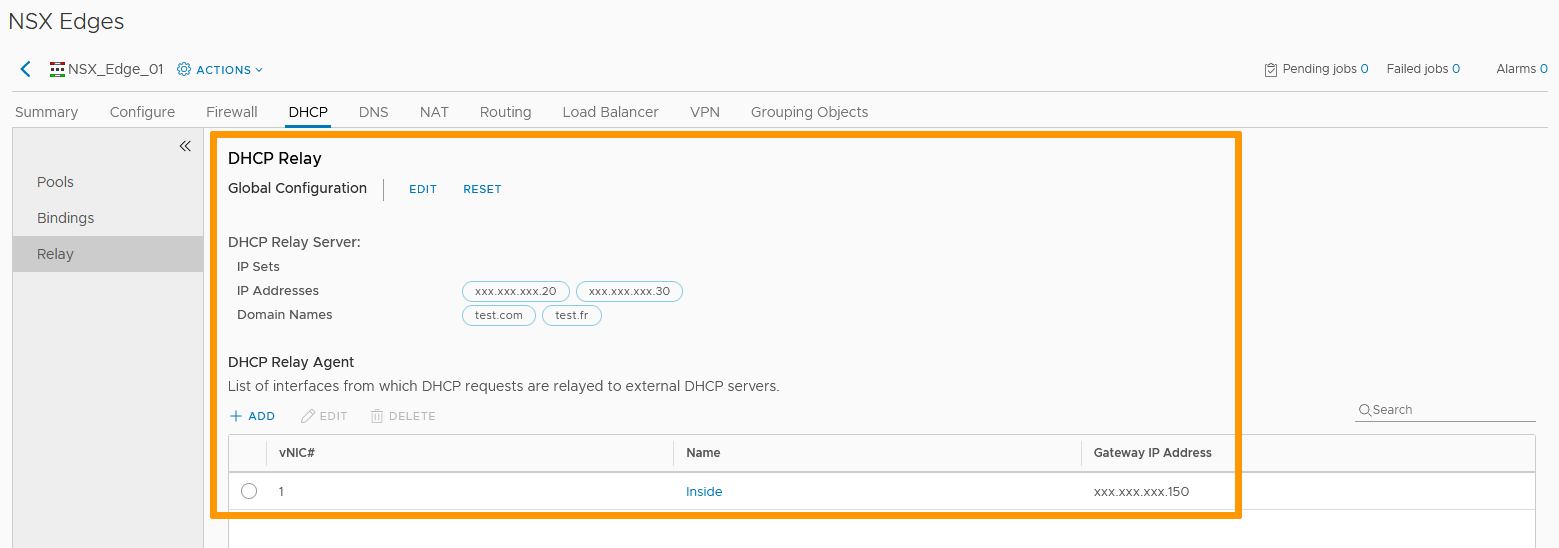 NSX Edges
NSX_Edge_01 ACTIONS Pending jobs 0 Failed jobs 0 Alarms 0
Summary Configure Firewall DHCP DNS NAT Routing Load Balancer VPN Grouping Objects
Pools
Bindings
Relay
DHCP Relay
Global Configuration EDIT RESET
DHCP Relay Server:
IP Sets
IP Addresses xxx.xxx.xxx.20 xxx.xxx.xxx.30
Domain Names test.com test.fr
DHCP Relay Agent
List of interfaces from which DHCP requests are relayed to external DHCP servers.
+ ADD EDIT DELETE Search
vNIC# Name Gateway IP Address
1 Inside xxx.xxx.xxx.150